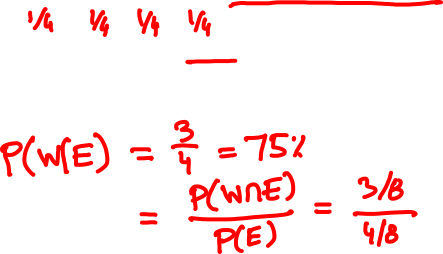 1/4 1/4 1/4 1/4
P(W|E) = 3/4 = 75%
= P(W∩E)/P(E) = 3/8 / 4/8